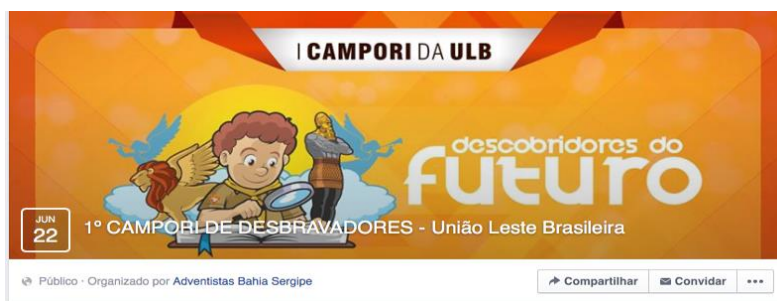 I CAMPORI DA ULB
descobridores do
futuro
JUN
22
1º CAMPORI DE DESBRAVADORES - União Leste Brasileira
Público · Organizado por Adventistas Bahia Sergipe
Compartilhar
Convidar